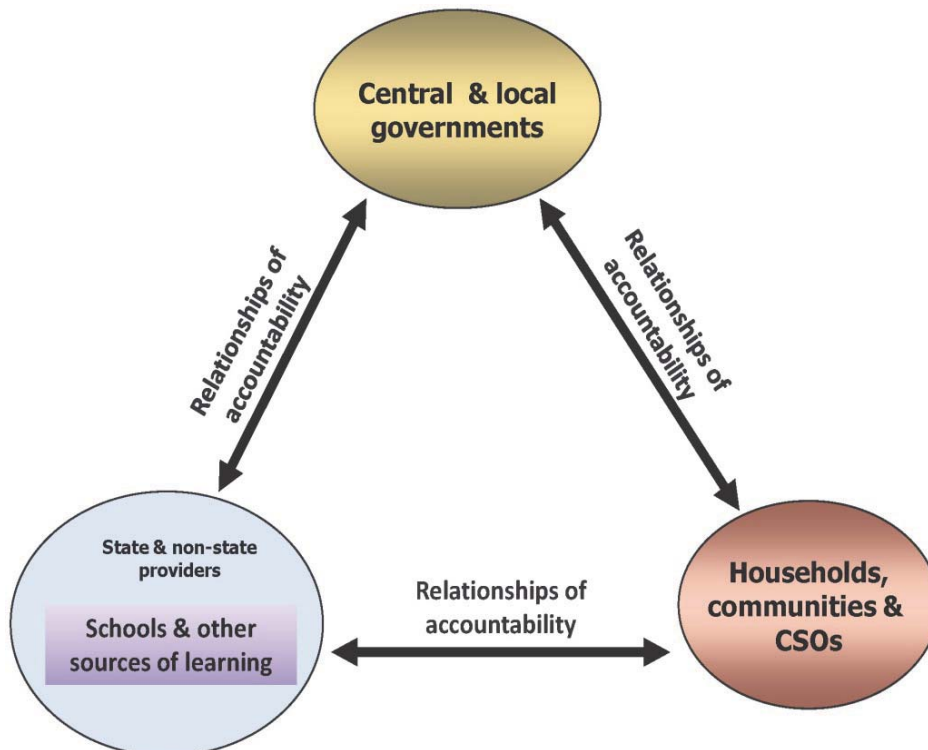 Central & local
governments
Relationships of
accountability
Relationships of
accountability
State & non-state
providers
Schools & other
sources of learning
Relationships of
accountability
Households,
communities &
CSOs